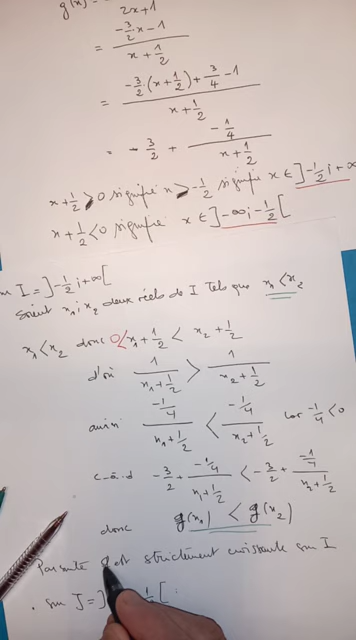 g(x) = 
2x+1
= (-3/2 x - 1) / (x + 1/2)
= (-3/2 · (x + 1/2) + 3/4 - 1) / (x + 1/2)
= - 3/2 + (-1/4) / (x + 1/2)
x + 1/2 > 0 signifie x > -1/2 signifie x ∈ ]-1/2 ; +∞
x + 1/2 < 0 signifie x ∈ ]-∞ ; -1/2 [
sur I = ]-1/2 ; +∞[
Soient x₁ ; x₂ deux réels de I Tels que x₁ < x₂
x₁ < x₂ donc 0 < x₁ + 1/2 < x₂ + 1/2
d'où 1 / (x₁ + 1/2) > 1 / (x₂ + 1/2)
ainsi (-1/4) / (x₁ + 1/2) < (-1/4) / (x₂ + 1/2) car -1/4 < 0
c-à-d -3/2 + (-1/4) / (x₁ + 1/2) < -3/2 + (-1/4) / (x₂ + 1/2)
donc g(x₁) < g(x₂)
Par suite g est strictement croissante sur I
. sur J = ] 1/2 [ :